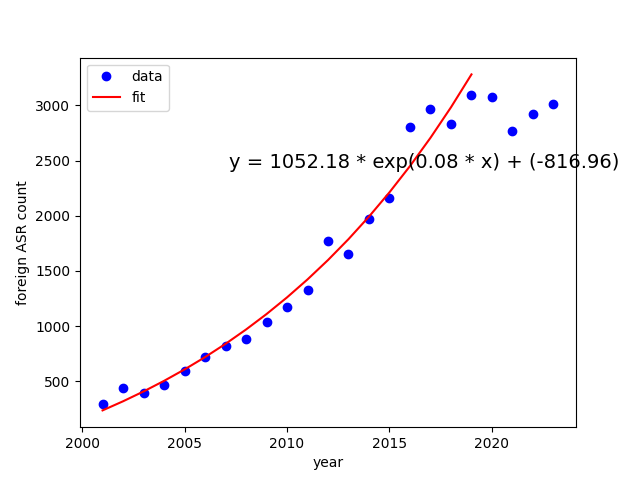 data
fit
y = 1052.18 * exp(0.08 * x) + (-816.96)
foreign ASR count
3000
2500
2000
1500
1000
500
2000 2005 2010 2015 2020
year